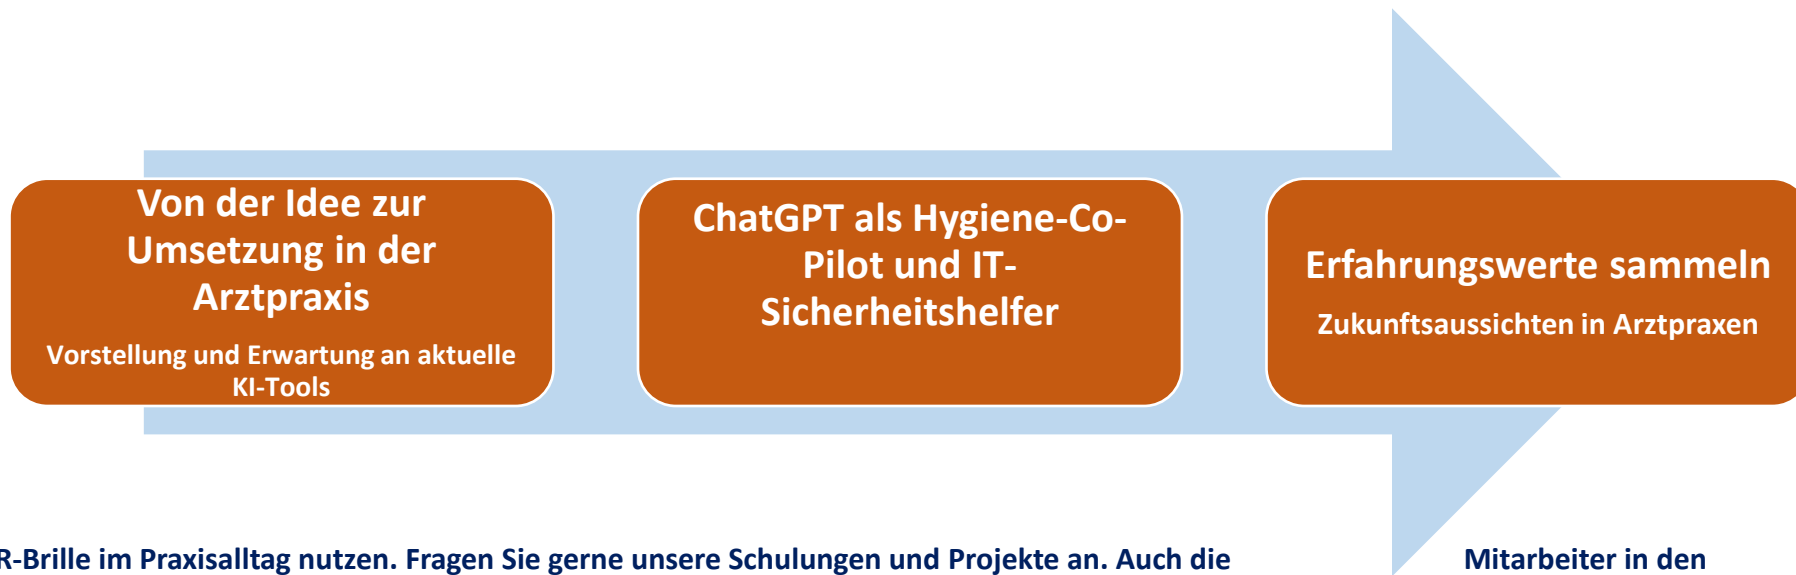 Von der Idee zur
Umsetzung in der
Arztpraxis
Vorstellung und Erwartung an aktuelle
KI-Tools
ChatGPT als Hygiene-Co-
Pilot und IT-
Sicherheitshelfer
Erfahrungswerte sammeln
Zukunftsaussichten in Arztpraxen
R-Brille im Praxisalltag nutzen. Fragen Sie gerne unsere Schulungen und Projekte an. Auch die Mitarbeiter in den